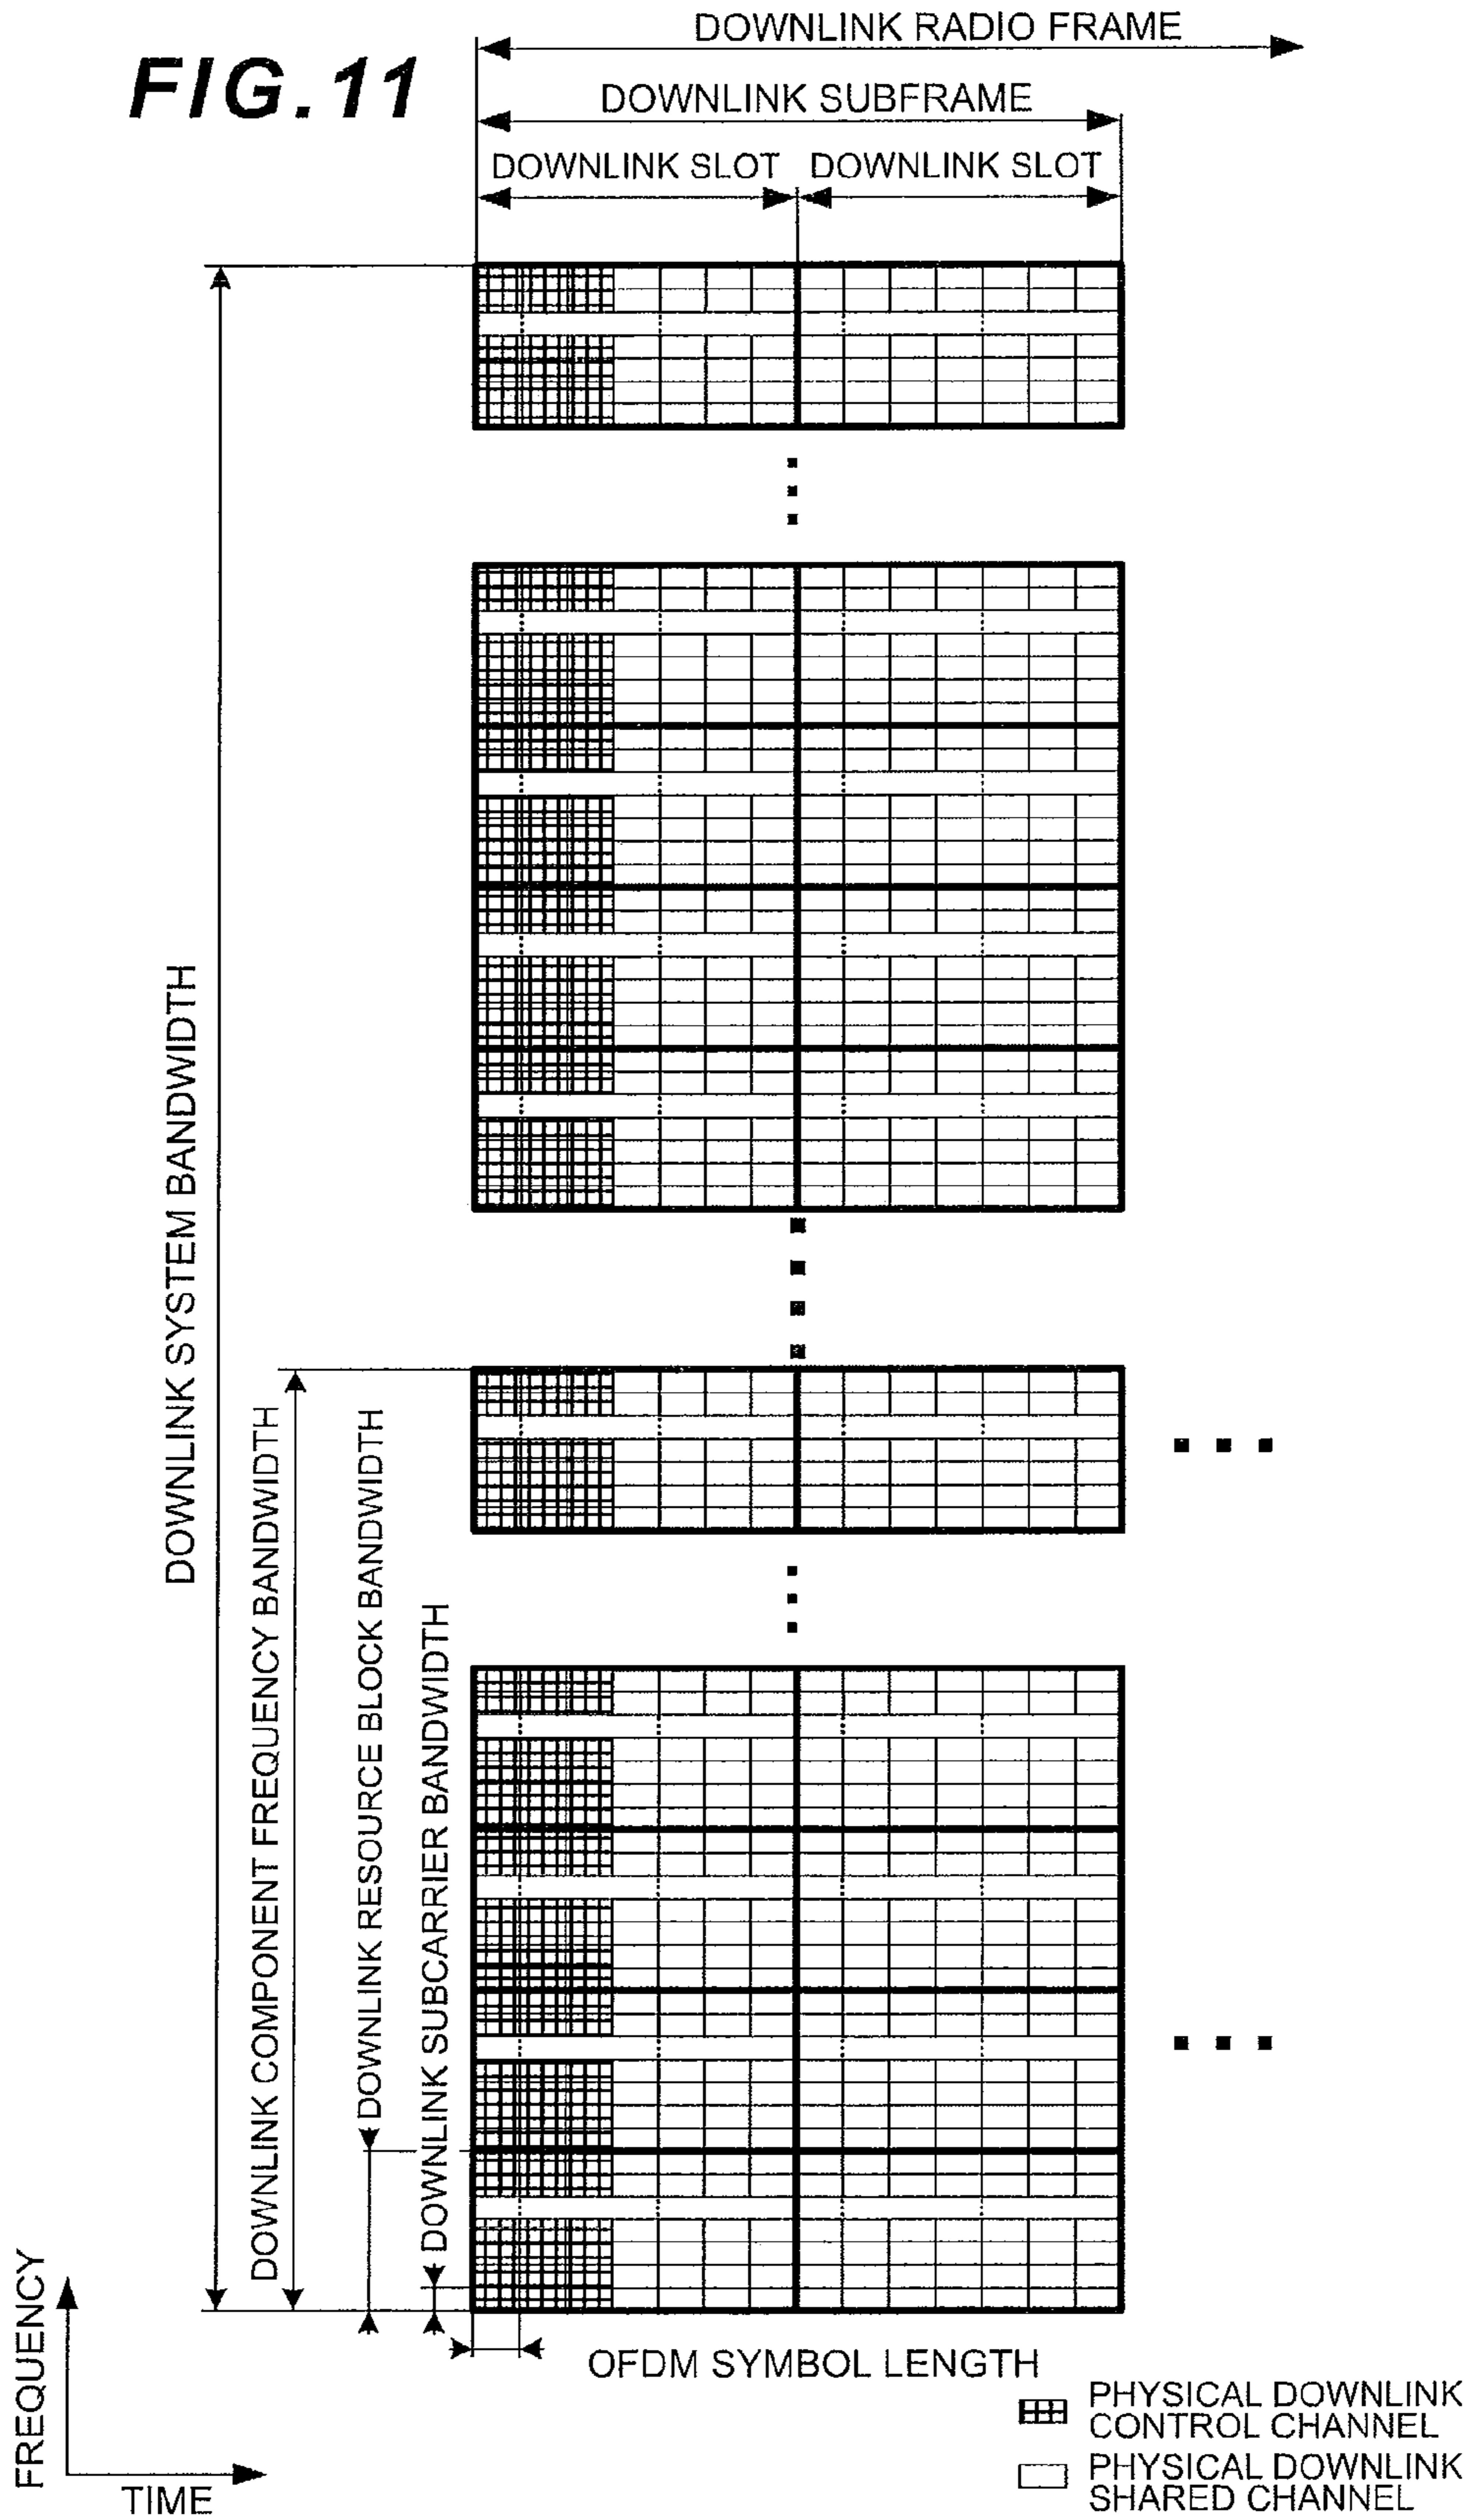 FIG.11
DOWNLINK RADIO FRAME
DOWNLINK SUBFRAME
DOWNLINK SLOT
DOWNLINK SLOT
DOWNLINK SYSTEM BANDWIDTH
DOWNLINK COMPONENT FREQUENCY BANDWIDTH
DOWNLINK RESOURCE BLOCK BANDWIDTH
DOWNLINK SUBCARRIER BANDWIDTH
OFDM SYMBOL LENGTH
FREQUENCY
TIME
PHYSICAL DOWNLINK
CONTROL CHANNEL
PHYSICAL DOWNLINK
SHARED CHANNEL